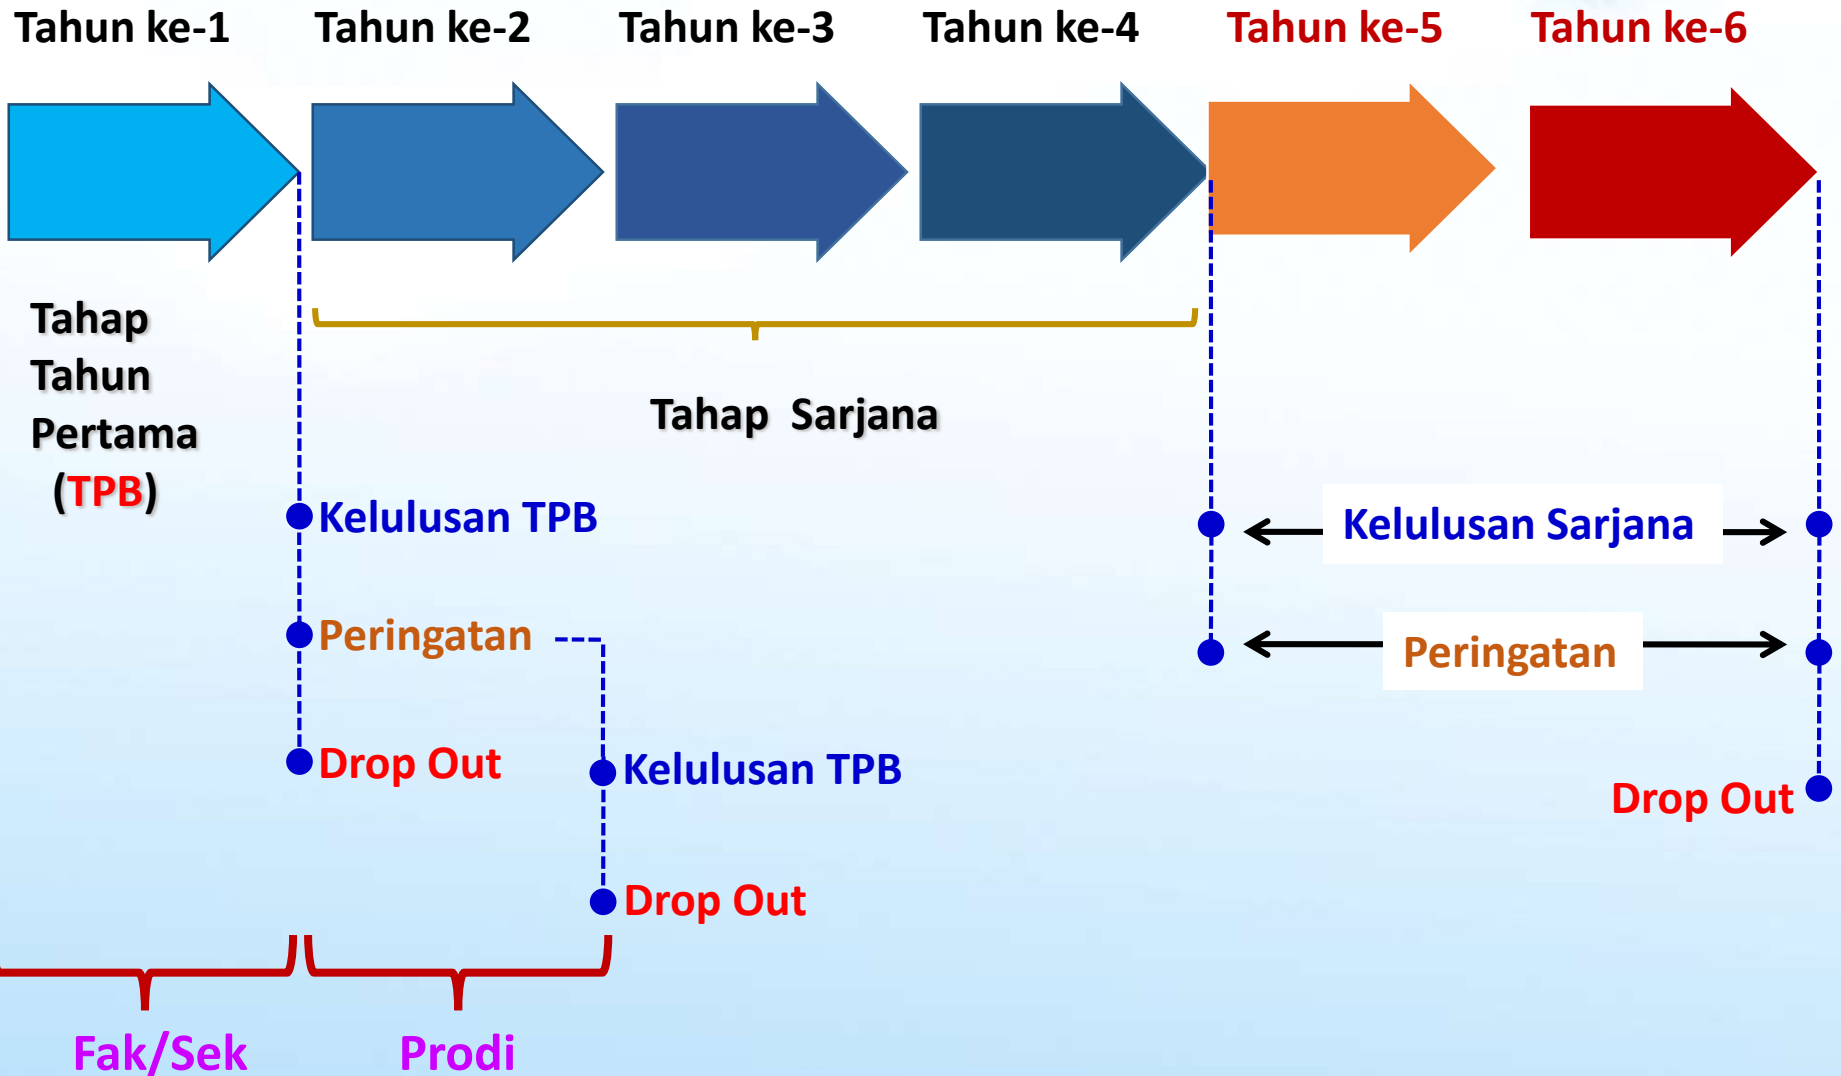 Tahun ke-1
Tahun ke-2
Tahun ke-3
Tahun ke-4
Tahun ke-5
Tahun ke-6
Tahap
Tahun
Pertama
(TPB)
Tahap Sarjana
Kelulusan TPB
Peringatan
Drop Out
Kelulusan TPB
Drop Out
Kelulusan Sarjana
Peringatan
Drop Out
Fak/Sek
Prodi